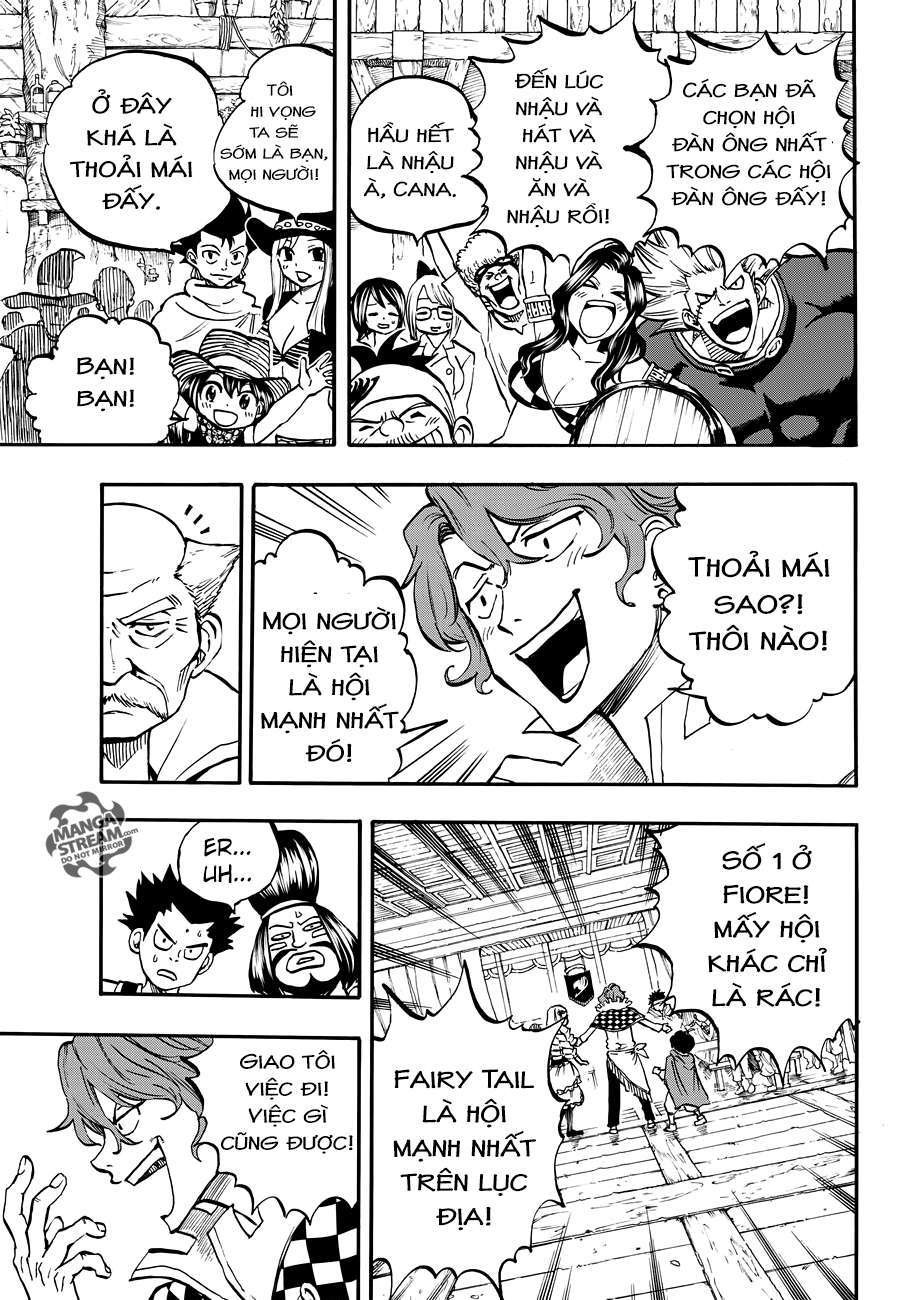 CÁC BẠN ĐÃ
CHỌN HỘI
ĐÀN ÔNG NHẤT
TRONG CÁC HỘI
ĐÀN ÔNG ĐẤY!
ĐẾN LÚC
NHẬU VÀ
HÁT VÀ
NHẬU VÀ
ĂN VÀ
NHẬU RỒI!
HẦU HẾT
LÀ NHẬU
À, CANA.
TÔI
HI VỌNG
TA SẼ
SỚM LÀ BẠN,
MỌI NGƯỜI!
Ở ĐÂY
KHÁ LÀ
THOẢI MÁI
ĐẤY.
BẠN!
BẠN!
THOẢI MÁI
SAO?!
THÔI NÀO!
MỌI NGƯỜI
HIỆN TẠI
LÀ HỘI
MẠNH NHẤT
ĐÓ!
SỐ 1 Ở
FIORE!
MẤY HỘI
KHÁC CHỈ
LÀ RÁC!
FAIRY TAIL
LÀ HỘI
MẠNH NHẤT
TRÊN LỤC
ĐỊA!
ER...
UH...
GIAO TÔI
VIỆC ĐI!
VIỆC GÌ
CŨNG ĐƯỢC!
MANGA
STREAM.com
DO NOT MIRROR